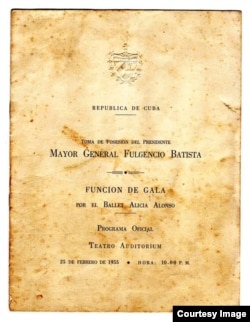 REPUBLICA DE CUBA
TOMA DE POSESIÓN DEL PRESIDENTE
MAYOR GENERAL FULGENCIO BATISTA
FUNCION DE GALA
POR EL BALLET ALICIA ALONSO
PROGRAMA OFICIAL
TEATRO AUDITORIUM
25 DE FEBRERO DE 1955 • HORA: 10.00 P. M.
Courtesy Image